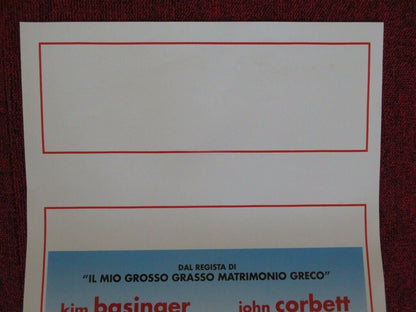 DAL REGISTA DI
"IL MIO GROSSO GRASSO MATRIMONIO GRECO"
kim basinger john corbett